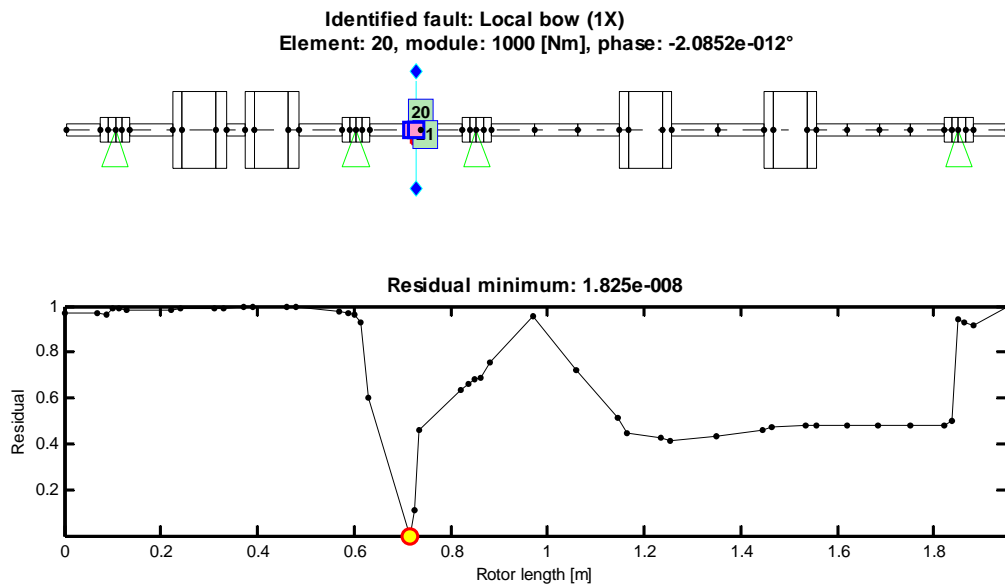 Identified fault: Local bow (1X)
Element: 20, module: 1000 [Nm], phase: -2.0852e-012°
20
1
Residual minimum: 1.825e-008
1
0.8
0.6
0.4
0.2
Residual
0 0.2 0.4 0.6 0.8 1 1.2 1.4 1.6 1.8
Rotor length [m]